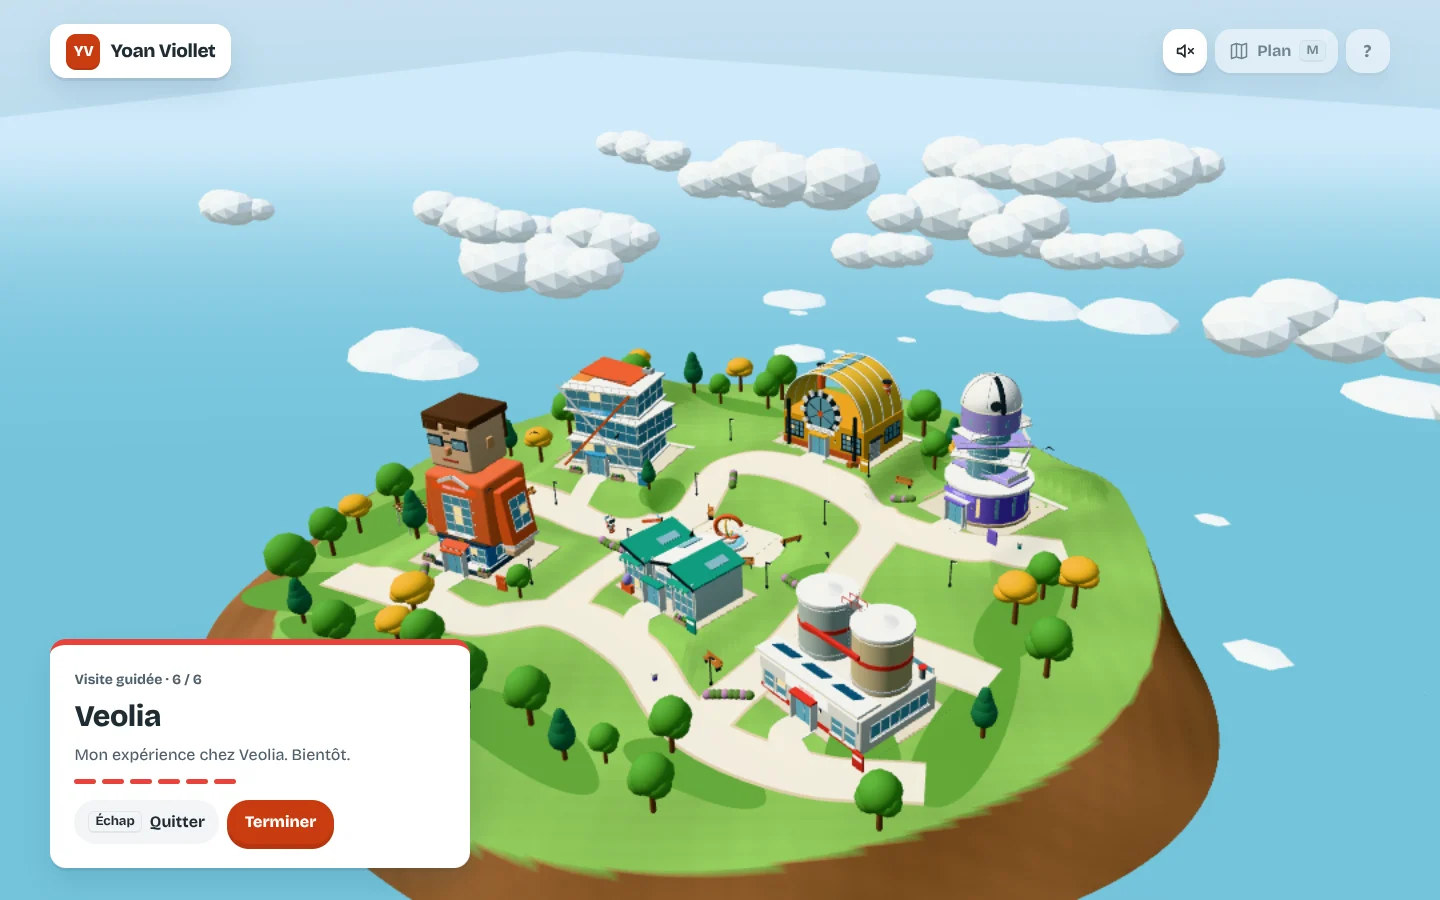 YV Yoan Viollet
Plan M ?
Visite guidée · 6 / 6
Veolia
Mon expérience chez Veolia. Bientôt.
Échap Quitter Terminer